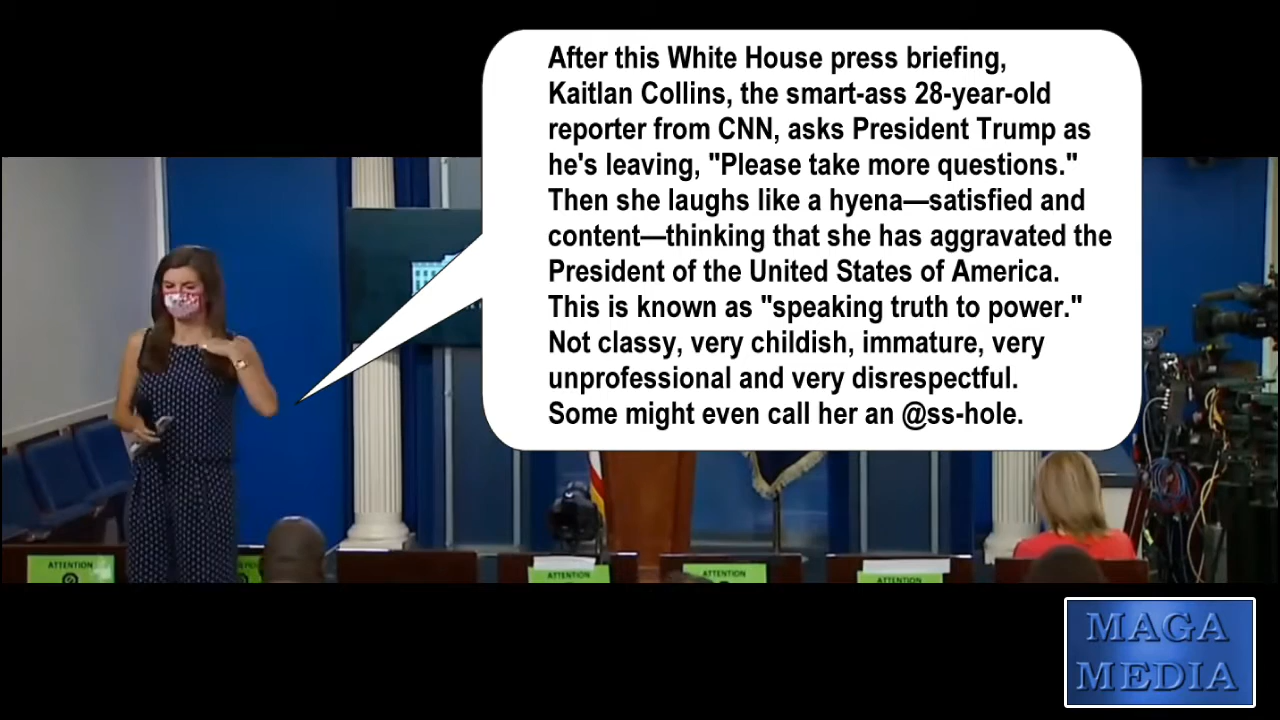 After this White House press briefing,
Kaitlan Collins, the smart-ass 28-year-old
reporter from CNN, asks President Trump as
he's leaving, "Please take more questions."
Then she laughs like a hyena—satisfied and
content—thinking that she has aggravated the
President of the United States of America.
This is known as "speaking truth to power."
Not classy, very childish, immature, very
unprofessional and very disrespectful.
Some might even call her an @ss-hole.
ATTENTION
ATTENTION
ATTENTION
ATTENTION
MAGA
MEDIA